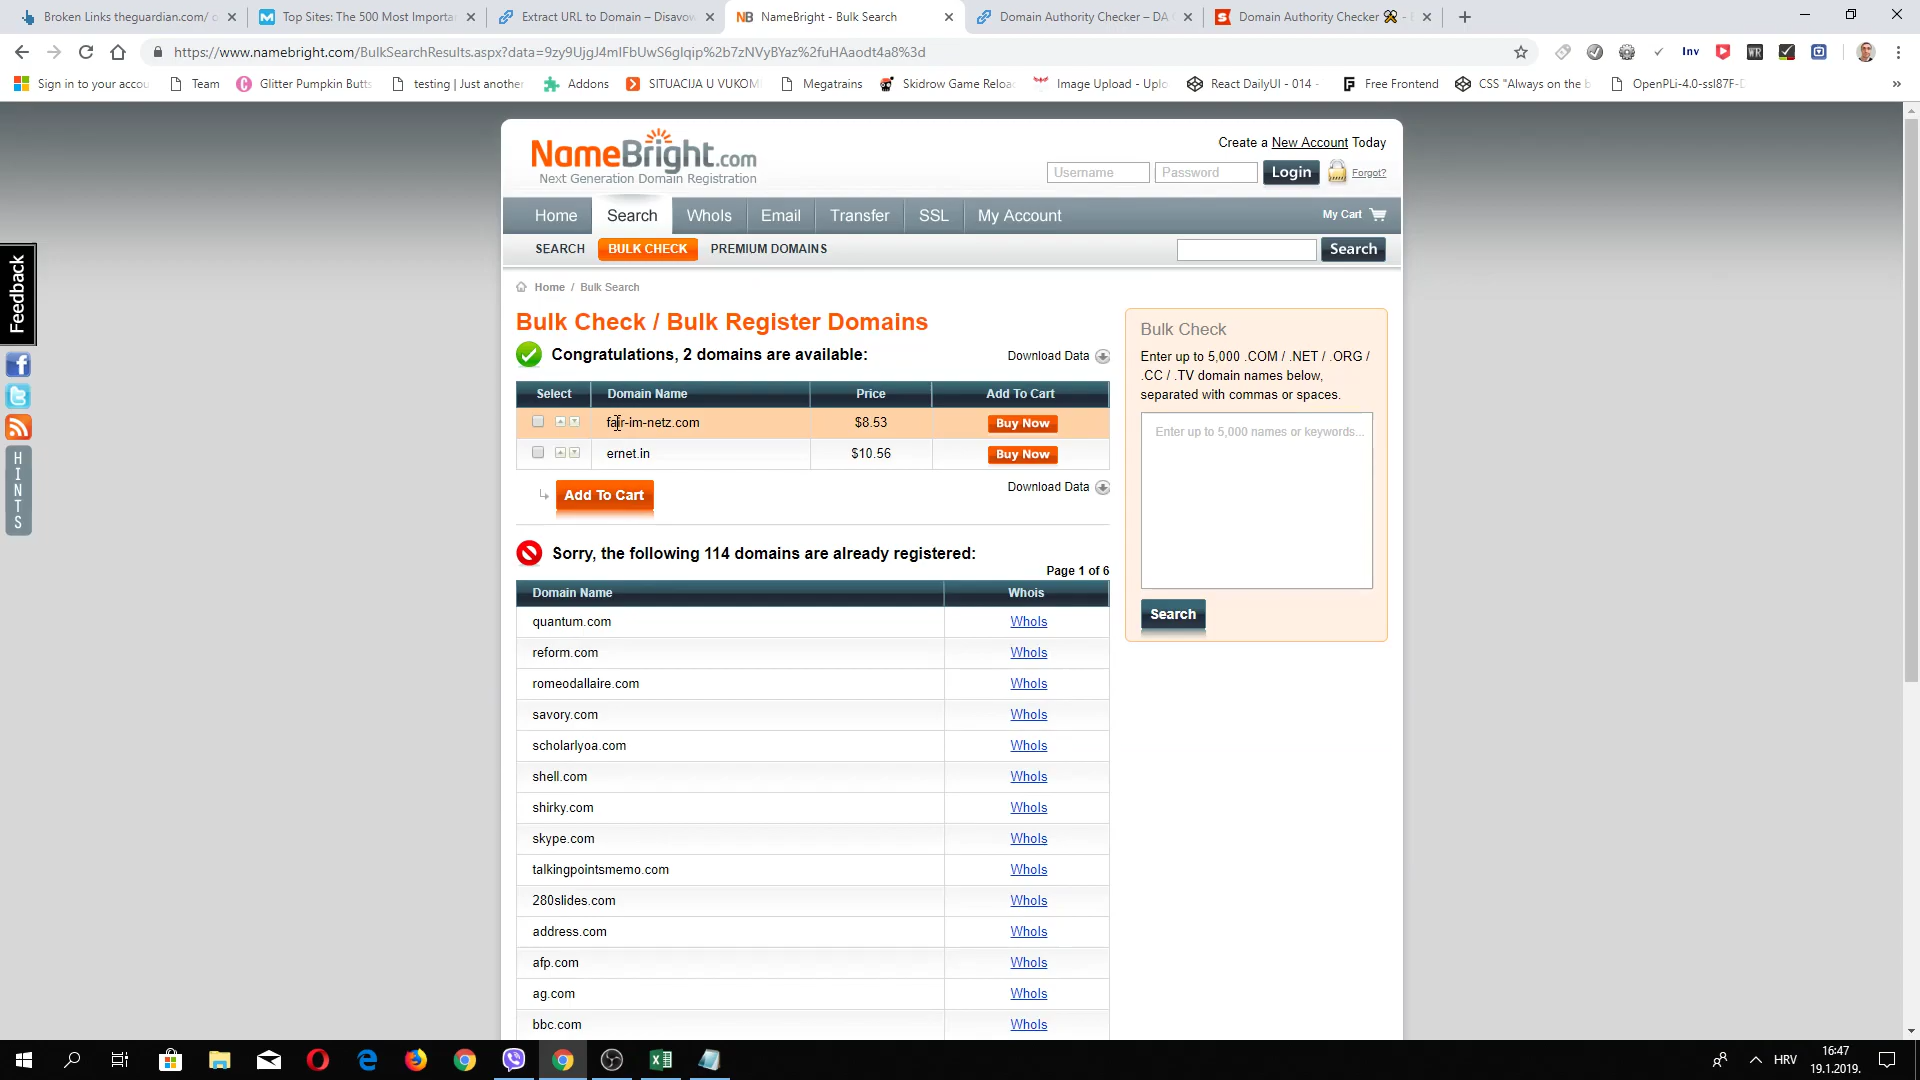 Broken Links theguardian.com/ o
Top Sites: The 500 Most Importa
Extract URL to Domain – Disavow
NB NameBright - Bulk Search
Domain Authority Checker – DA C
Domain Authority Checker
https://www.namebright.com/BulkSearchResults.aspx?data=9zy9UjgJ4mIFbUwS6glqip%2b7zNVyBYaz%2fuHAaodt4a8%3d
Inv
WR
Sign in to your accou
Team
Glitter Pumpkin Butts
testing | Just another
Addons
SITUACIJA U VUKOM
Megatrains
Skidrow Game Reloa
Image Upload - Uplo
React DailyUI - 014 -
Free Frontend
CSS "Always on the b
OpenPLi-4.0-ssl87F-D
NameBright.com
Next Generation Domain Registration
Create a New Account Today
Username
Password
Login
Forgot?
Home
Search
WhoIs
Email
Transfer
SSL
My Account
My Cart
SEARCH
BULK CHECK
PREMIUM DOMAINS
Search
Feedback
HINTS
Home / Bulk Search
Bulk Check / Bulk Register Domains
Congratulations, 2 domains are available:
Download Data
Select Domain Name Price Add To Cart
fair-im-netz.com $8.53 Buy Now
ernet.in $10.56 Buy Now
Add To Cart
Download Data
Sorry, the following 114 domains are already registered:
Page 1 of 6
Domain Name Whois
quantum.com WhoIs
reform.com WhoIs
romeodallaire.com WhoIs
savory.com WhoIs
scholarlyoa.com WhoIs
shell.com WhoIs
shirky.com WhoIs
skype.com WhoIs
talkingpointsmemo.com WhoIs
280slides.com WhoIs
address.com WhoIs
afp.com WhoIs
ag.com WhoIs
bbc.com WhoIs
Bulk Check
Enter up to 5,000 .COM / .NET / .ORG /
.CC / .TV domain names below,
separated with commas or spaces.
Enter up to 5,000 names or keywords...
Search
HRV
16:47
19.1.2019.